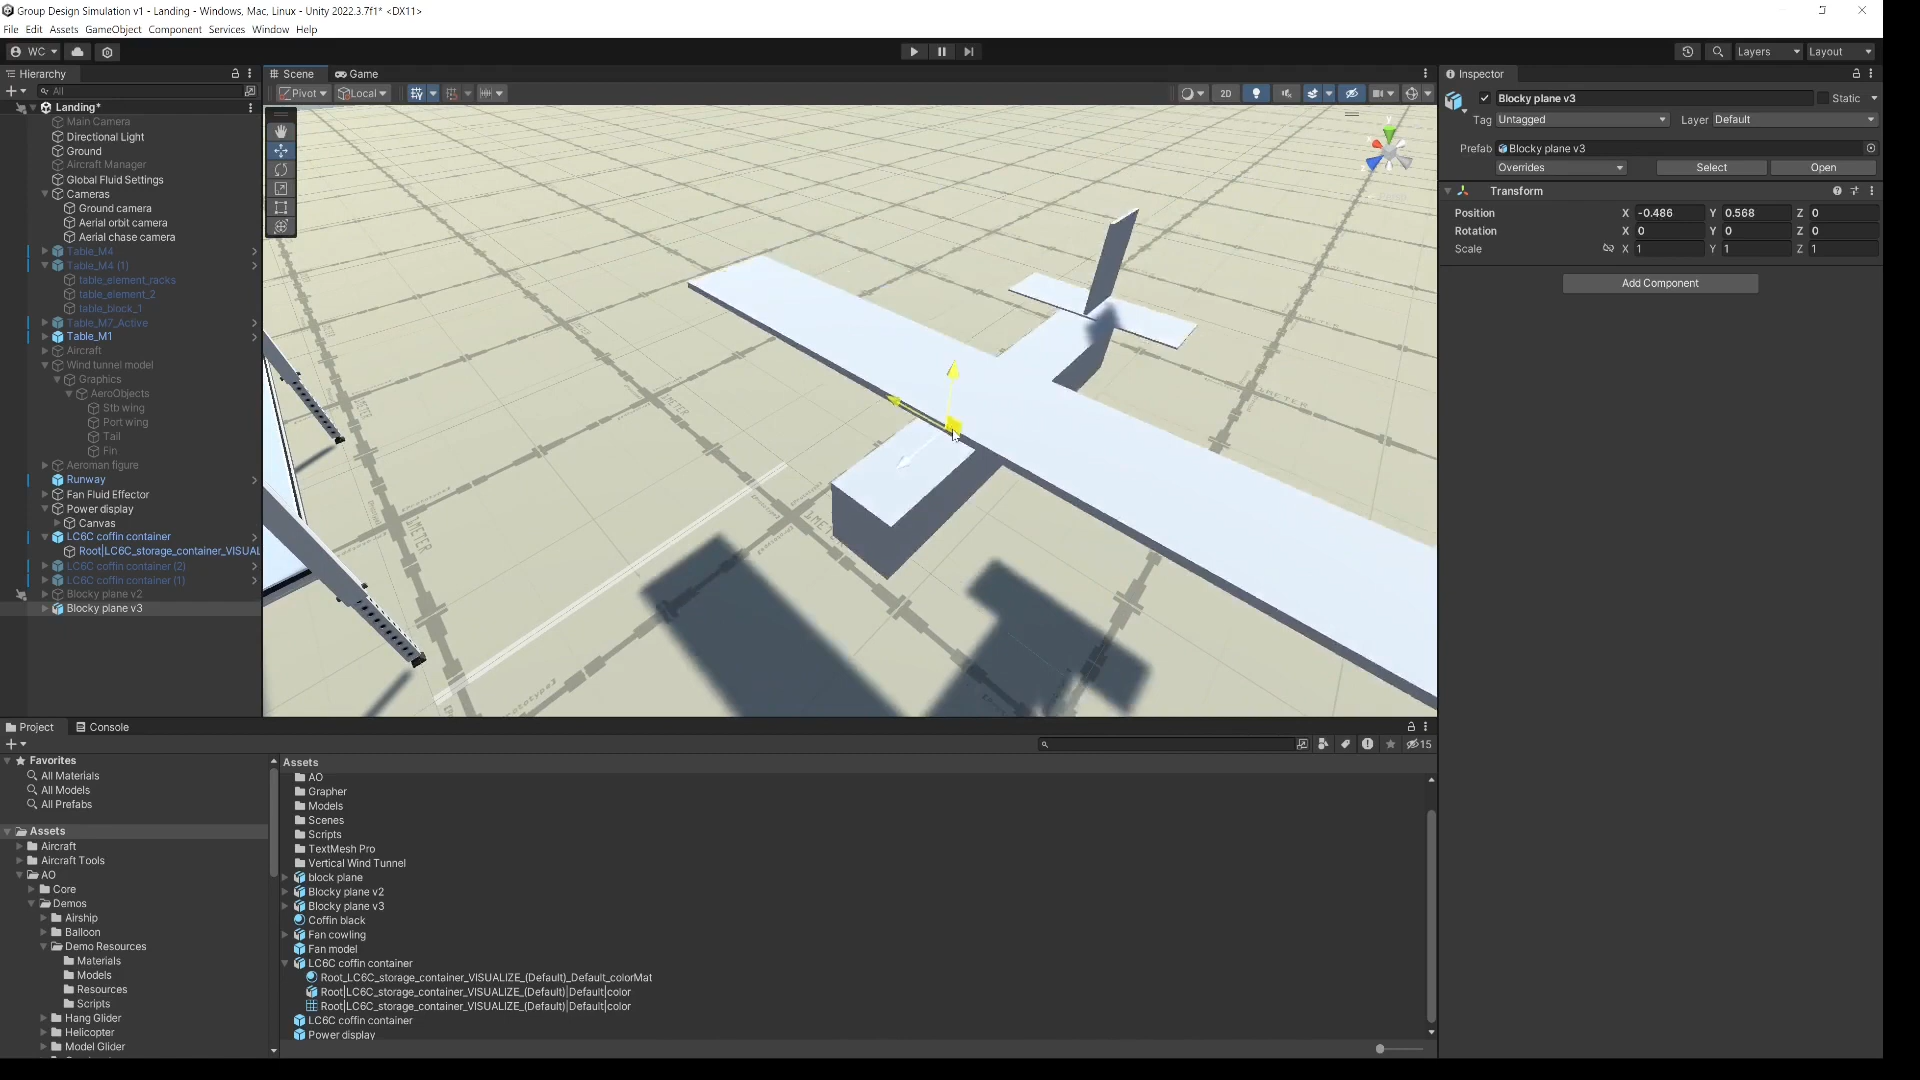 Group Design Simulation v1 - Landing - Windows, Mac, Linux - Unity 2022.3.7f1* <DX11>
File Edit Assets GameObject Component Services Window Help
WC Layers Layout
Hierarchy Scene Game Inspector
All Pivot Local 2D
Landing*
Main Camera
Directional Light
Ground
Aircraft Manager
Global Fluid Settings
Cameras
Ground camera
Aerial orbit camera
Aerial chase camera
Table_M4
Table_M4 (1)
table_element_racks
table_element_2
table_block_1
Table_M7_Active
Table_M1
Aircraft
Wind tunnel model
Graphics
AeroObjects
Stb wing
Port wing
Tail
Fin
Aeroman figure
Runway
Fan Fluid Effector
Power display
Canvas
LC6C coffin container
Root|LC6C_storage_container_VISUAL
LC6C coffin container (2)
LC6C coffin container (1)
Blocky plane v2
Blocky plane v3
y
x
z
1METER
Blocky plane v3 Static
Tag Untagged Layer Default
Prefab Blocky plane v3
Overrides Select Open
Transform
Position X -0.486 Y 0.568 Z 0
Rotation X 0 Y 0 Z 0
Scale X 1 Y 1 Z 1
Add Component
Project Console
15
Favorites
All Materials
All Models
All Prefabs
Assets
Aircraft
Aircraft Tools
AO
Core
Demos
Airship
Balloon
Demo Resources
Materials
Models
Resources
Scripts
Hang Glider
Helicopter
Model Glider
Assets
AO
Grapher
Models
Scenes
Scripts
TextMesh Pro
Vertical Wind Tunnel
block plane
Blocky plane v2
Blocky plane v3
Coffin black
Fan cowling
Fan model
LC6C coffin container
Root_LC6C_storage_container_VISUALIZE_(Default)_Default_colorMat
Root|LC6C_storage_container_VISUALIZE_(Default)|Default|color
Root|LC6C_storage_container_VISUALIZE_(Default)|Default|color
LC6C coffin container
Power display